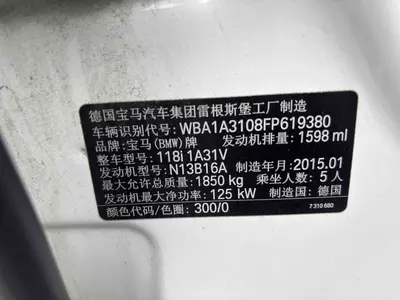 德国宝马汽车集团雷根斯堡工厂制造
车辆识别代号: WBA1A3108FP619380
品牌: 宝马(BMW)牌 发动机排量: 1598 ml
整车型号: 118i 1A31V
发动机型号: N13B16A 制造年月: 2015.01
最大允许总质量: 1850 kg 乘坐人数: 5人
发动机最大净功率: 125 kW 制造国: 德国
颜色代码/色圈: 300/0
7 310 680